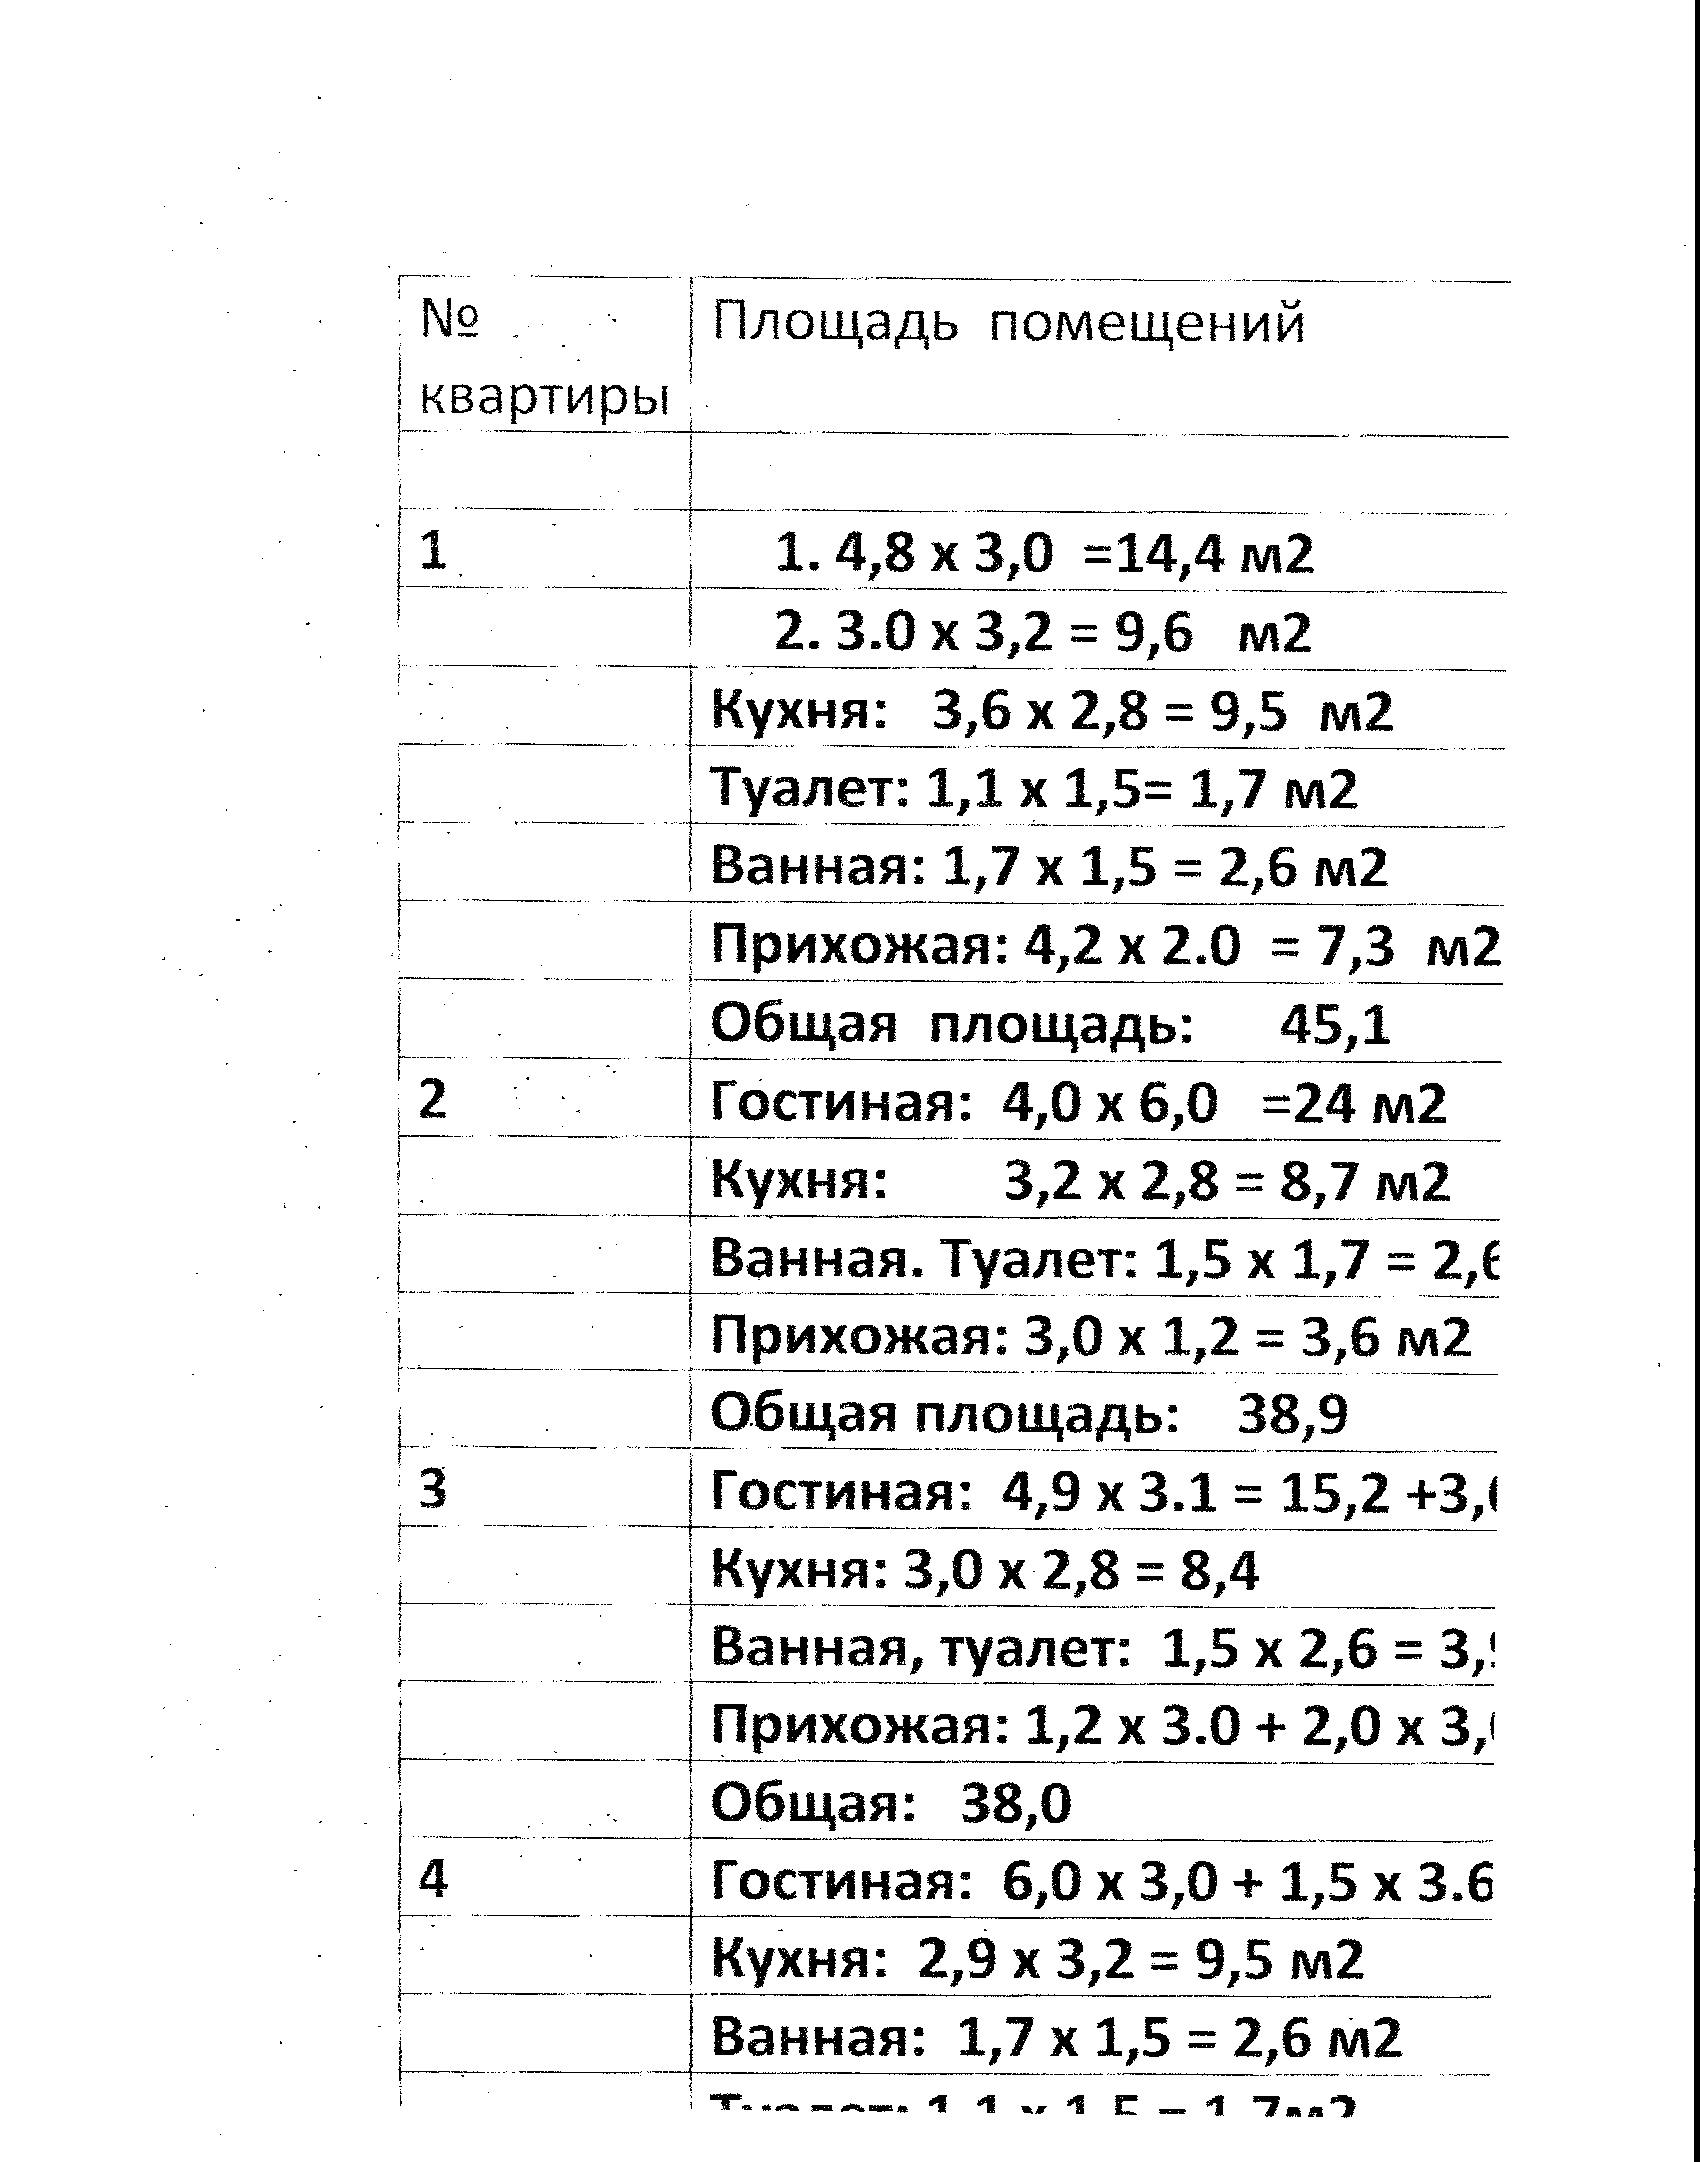 № Площадь помещений
квартиры
1 1. 4,8 х 3,0 =14,4 м2
2. 3.0 х 3,2 = 9,6 м2
Кухня: 3,6 х 2,8 = 9,5 м2
Туалет: 1,1 х 1,5= 1,7 м2
Ванная: 1,7 х 1,5 = 2,6 м2
Прихожая: 4,2 х 2.0 = 7,3 м2
Общая площадь: 45,1
2 Гостиная: 4,0 х 6,0 =24 м2
Кухня: 3,2 х 2,8 = 8,7 м2
Ванная. Туалет: 1,5 х 1,7 = 2,6
Прихожая: 3,0 х 1,2 = 3,6 м2
Общая площадь: 38,9
3 Гостиная: 4,9 х 3.1 = 15,2 +3,
Кухня: 3,0 х 2,8 = 8,4
Ванная, туалет: 1,5 х 2,6 = 3,
Прихожая: 1,2 х 3.0 + 2,0 х 3,
Общая: 38,0
4 Гостиная: 6,0 х 3,0 + 1,5 х 3.6
Кухня: 2,9 х 3,2 = 9,5 м2
Ванная: 1,7 х 1,5 = 2,6 м2
Туалет: 1,1 х 1,5 = 1,7м2